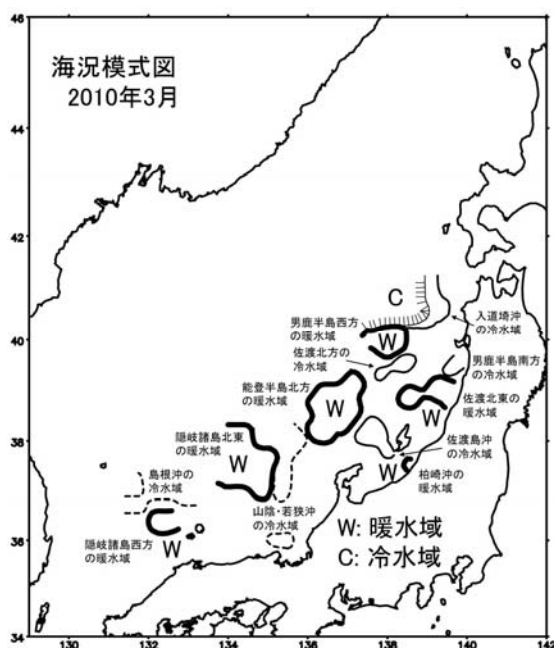 46
海況模式図
2010年3月
44
42
C
入道埼沖
の冷水域
男鹿半島西方
の暖水域
W
40
佐渡北方の
冷水域
男鹿半島南方
の冷水域
能登半島北方
の暖水域
W
佐渡北東の
暖水域
W
隠岐諸島北東
の暖水域
W
38
佐渡島沖の
冷水域
W
柏崎沖の
暖水域
島根沖の
冷水域
山陰・若狭沖
の冷水域
W: 暖水域
C: 冷水域
隠岐諸島西方
の暖水域
W
36
34
130
132
134
136
138
140
142